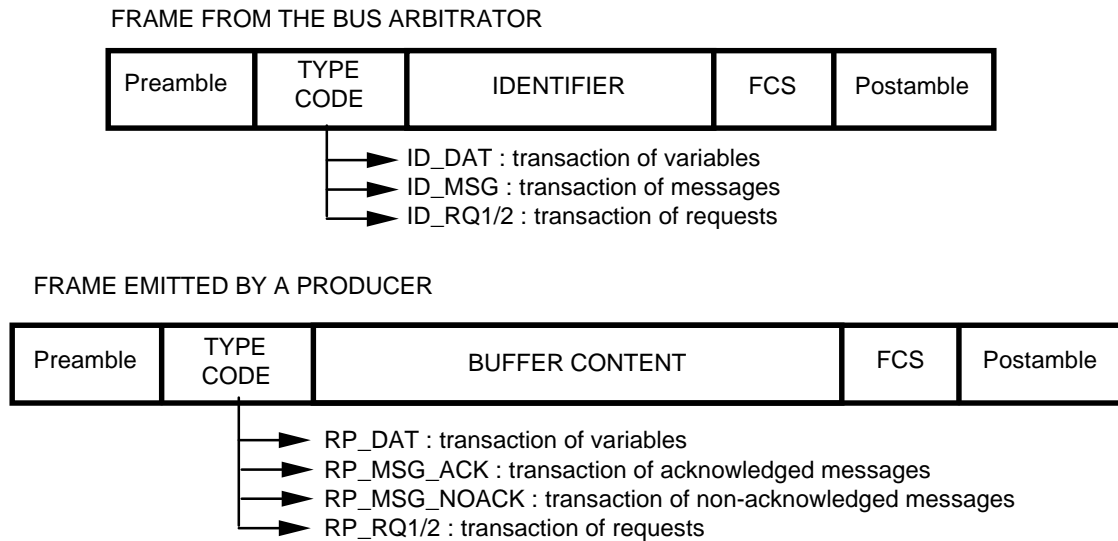 FRAME FROM THE BUS ARBITRATOR
Preamble
TYPE
CODE
IDENTIFIER
FCS
Postamble
ID_DAT : transaction of variables
ID_MSG : transaction of messages
ID_RQ1/2 : transaction of requests
FRAME EMITTED BY A PRODUCER
Preamble
TYPE
CODE
BUFFER CONTENT
FCS
Postamble
RP_DAT : transaction of variables
RP_MSG_ACK : transaction of acknowledged messages
RP_MSG_NOACK : transaction of non-acknowledged messages
RP_RQ1/2 : transaction of requests